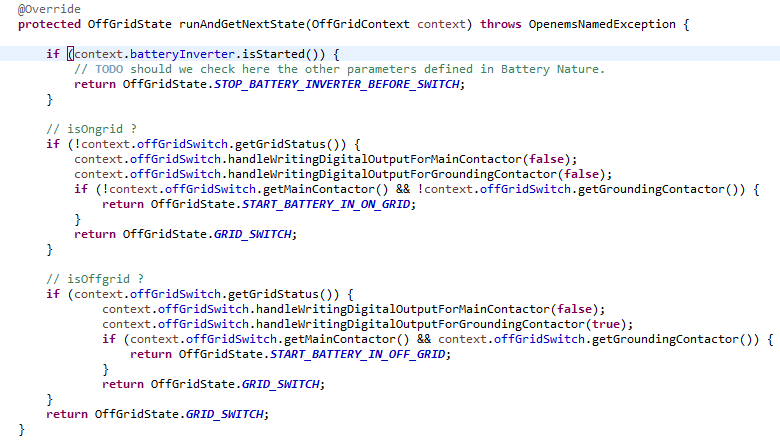 @Override
protected OffGridState runAndGetNextState(OffGridContext context) throws OpenemsNamedException {
if (context.batteryInverter.isStarted()) {
// TODO should we check here the other parameters defined in Battery Nature.
return OffGridState.STOP_BATTERY_INVERTER_BEFORE_SWITCH;
}
// isOngrid ?
if (!context.offGridSwitch.getGridStatus()) {
context.offGridSwitch.handleWritingDigitalOutputForMainContactor(false);
context.offGridSwitch.handleWritingDigitalOutputForGroundingContactor(false);
if (!context.offGridSwitch.getMainContactor() && !context.offGridSwitch.getGroundingContactor()) {
return OffGridState.START_BATTERY_IN_ON_GRID;
}
return OffGridState.GRID_SWITCH;
}
// isOffgrid ?
if (context.offGridSwitch.getGridStatus()) {
context.offGridSwitch.handleWritingDigitalOutputForMainContactor(false);
context.offGridSwitch.handleWritingDigitalOutputForGroundingContactor(true);
if (context.offGridSwitch.getMainContactor() && context.offGridSwitch.getGroundingContactor()) {
return OffGridState.START_BATTERY_IN_OFF_GRID;
}
return OffGridState.GRID_SWITCH;
}
return OffGridState.GRID_SWITCH;
}